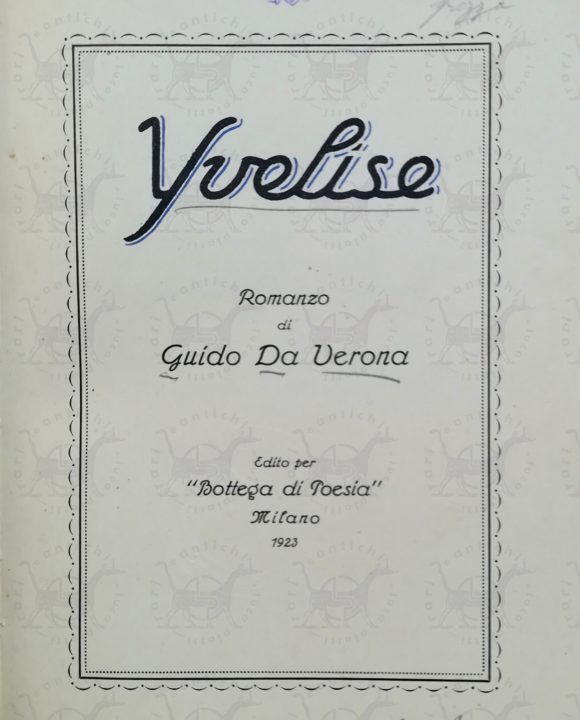 Yvelise
Romanzo
di
Guido Da Verona
Edito per
"Bottega di Poesia"
Milano
1923